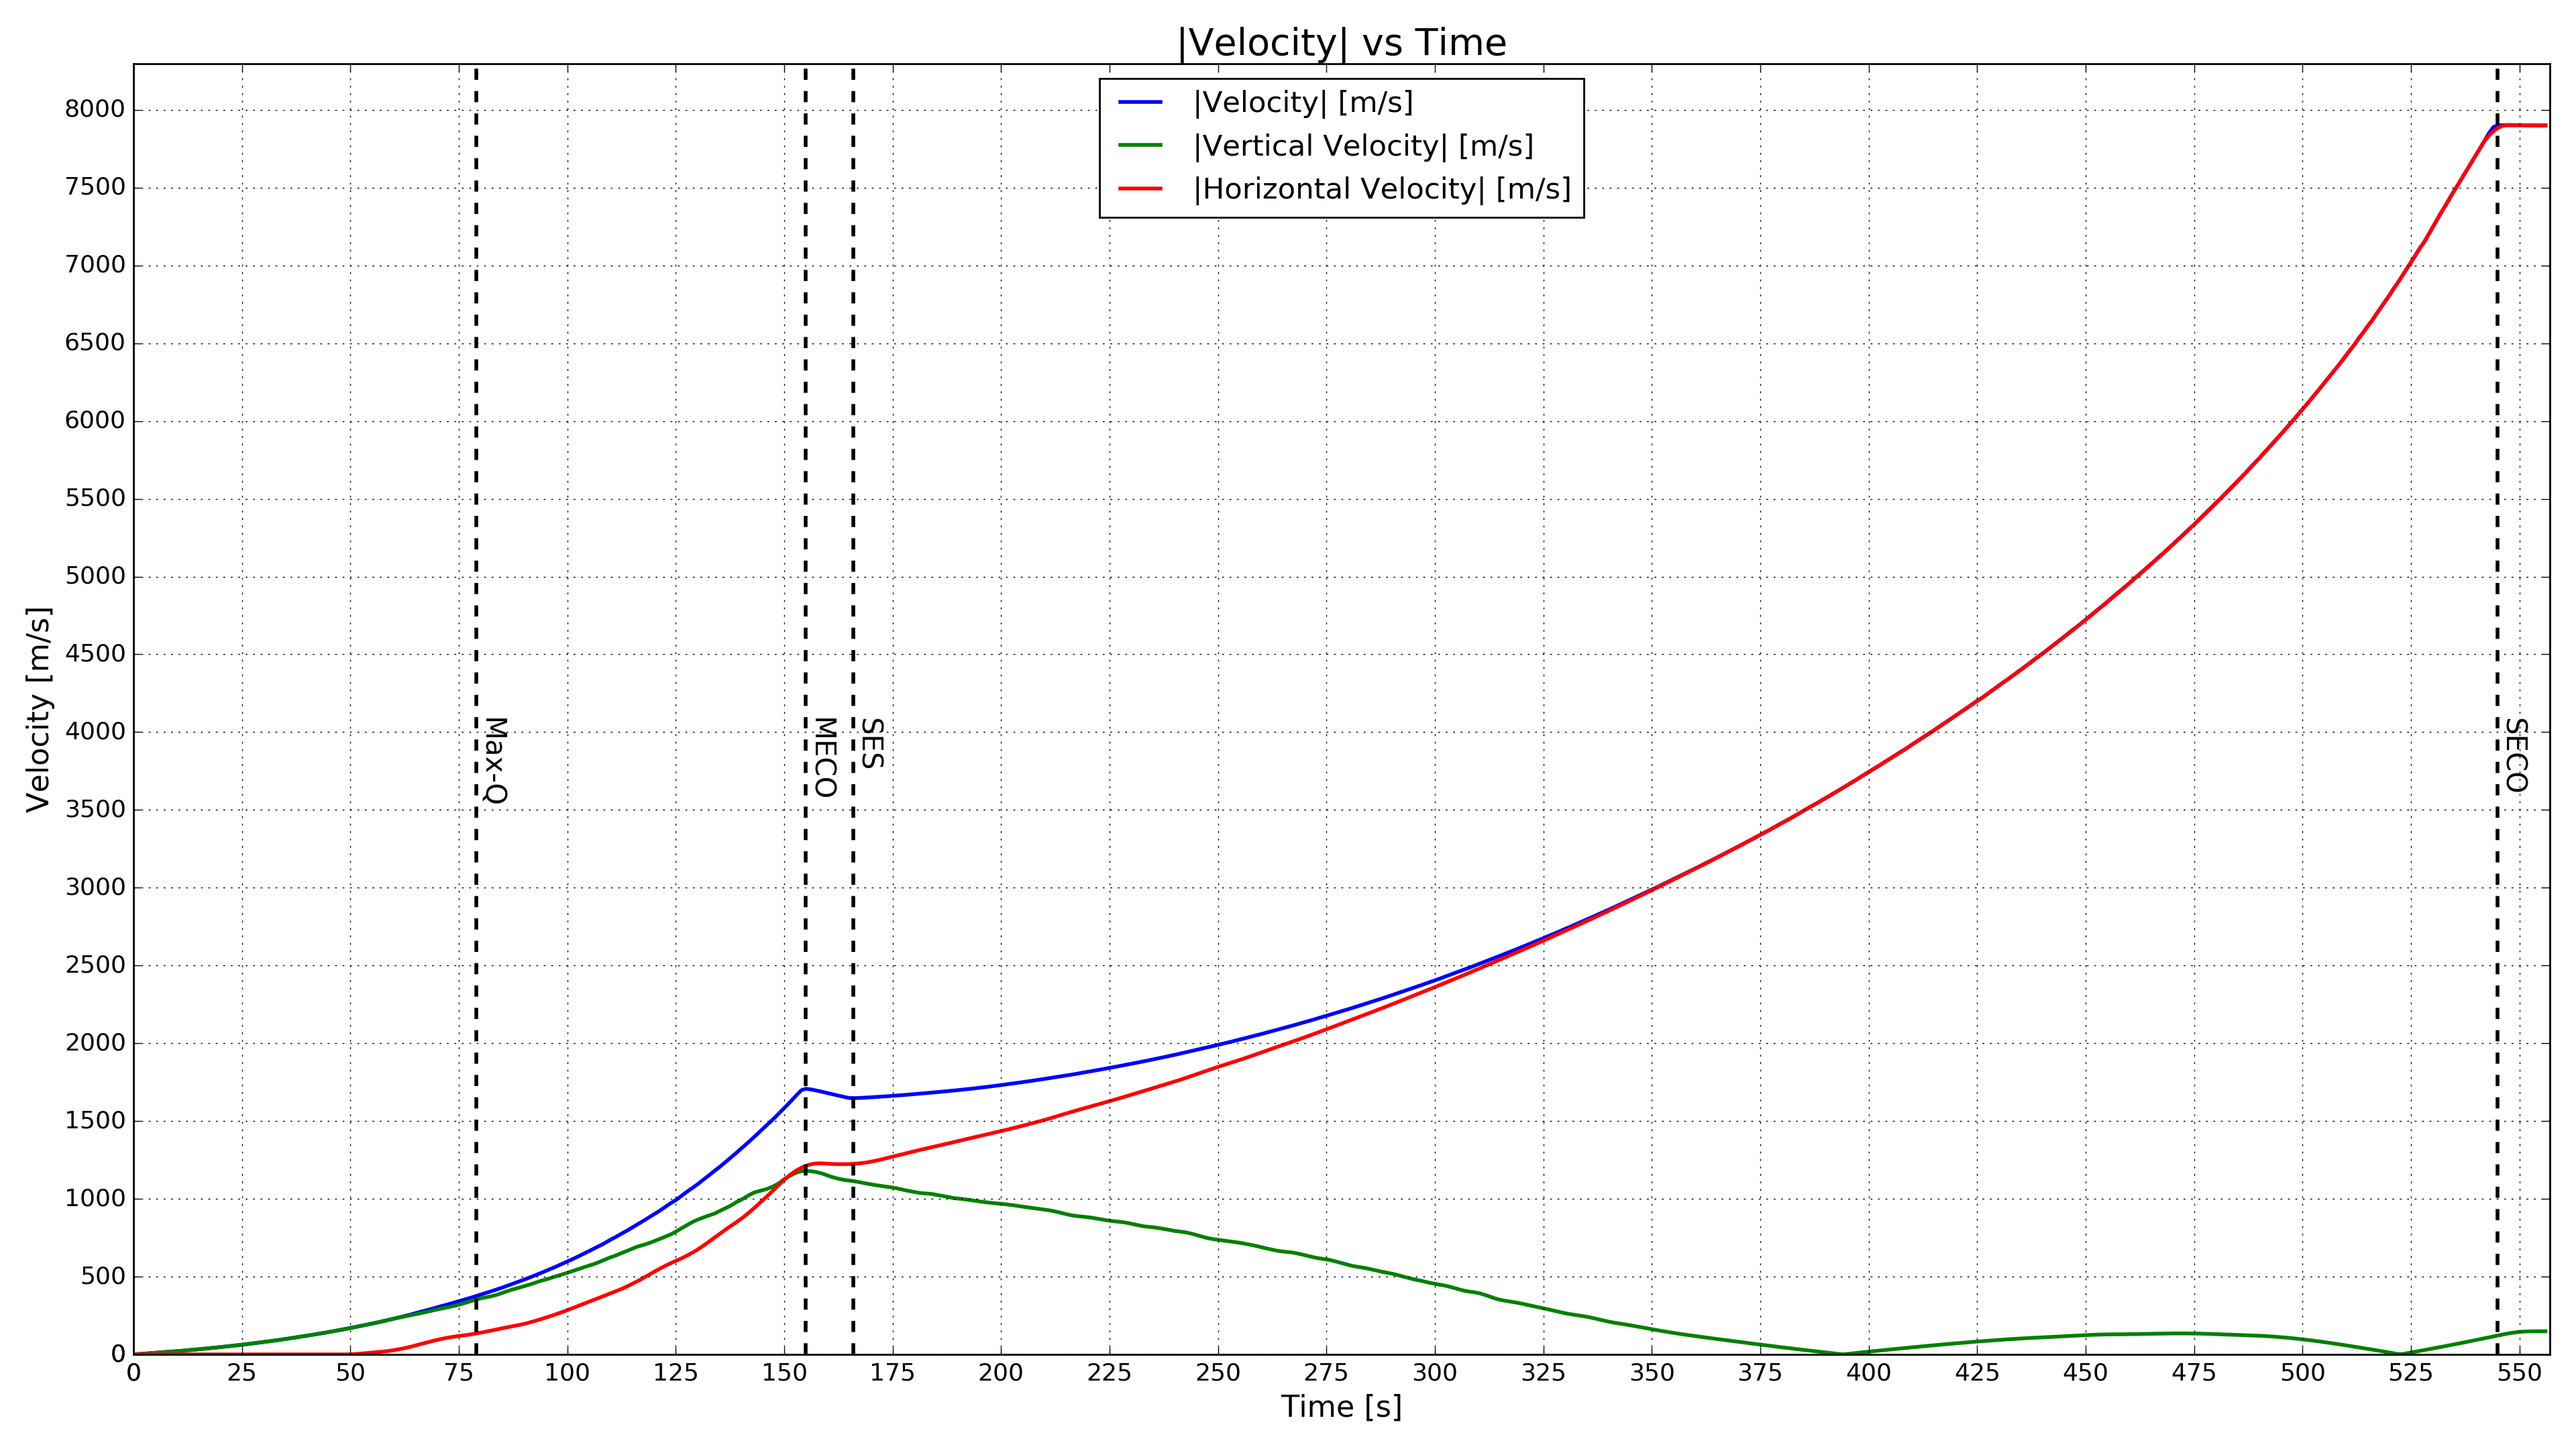 |Velocity| vs Time
|Velocity| [m/s]
|Vertical Velocity| [m/s]
|Horizontal Velocity| [m/s]
Velocity [m/s]
8000
7500
7000
6500
6000
5500
5000
4500
4000
3500
3000
2500
2000
1500
1000
500
0
Max-Q
MECO
SES
SECO
0 25 50 75 100 125 150 175 200 225 250 275 300 325 350 375 400 425 450 475 500 525 550
Time [s]